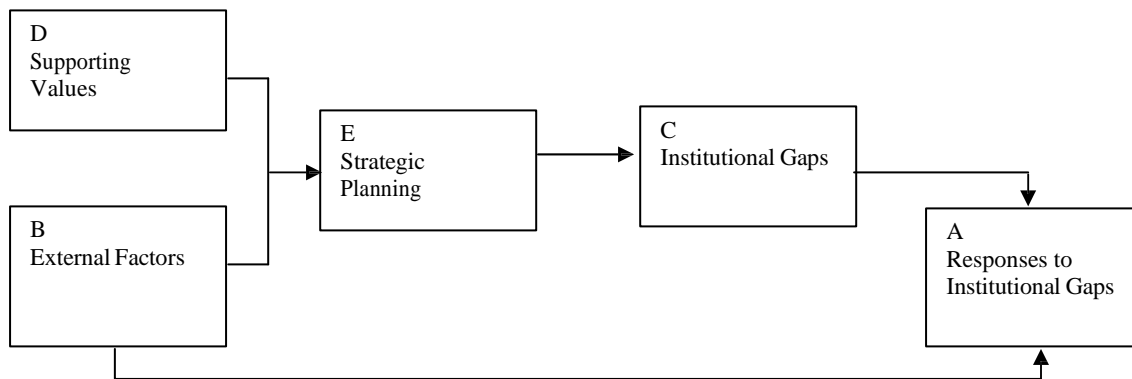 D
Supporting
Values
E
Strategic
Planning
C
Institutional Gaps
B
External Factors
A
Responses to
Institutional Gaps